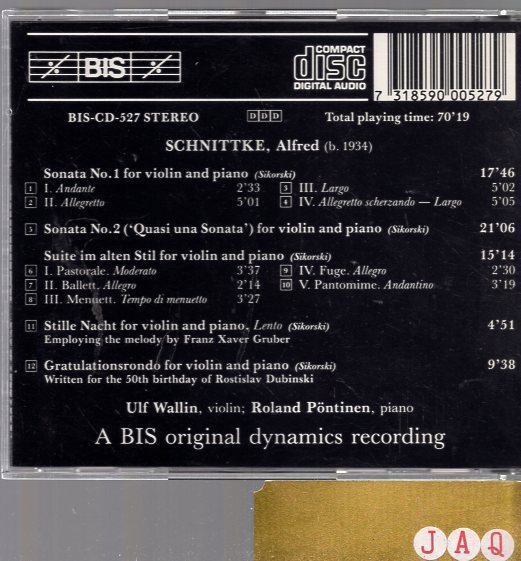 BIS
COMPACT
disc
DIGITAL AUDIO
7 318590 005279
BIS-CD-527 STEREO D D D Total playing time: 70'19
SCHNITTKE, Alfred (b. 1934)
Sonata No.1 for violin and piano (Sikorski) 17'46
1 I. Andante 2'33 3 III. Largo 5'02
2 II. Allegretto 5'01 4 IV. Allegretto scherzando — Largo 5'05
5 Sonata No.2 ('Quasi una Sonata') for violin and piano (Sikorski) 21'06
Suite im alten Stil for violin and piano (Sikorski) 15'14
6 I. Pastorale. Moderato 3'37 9 IV. Fuge. Allegro 2'30
7 II. Ballett. Allegro 2'14 10 V. Pantomime. Andantino 3'19
8 III. Menuett. Tempo di menuetto 3'27
11 Stille Nacht for violin and piano, Lento (Sikorski) 4'51
Employing the melody by Franz Xaver Gruber
12 Gratulationsrondo for violin and piano (Sikorski) 9'38
Written for the 50th birthday of Rostislav Dubinski
Ulf Wallin, violin; Roland Pöntinen, piano
A BIS original dynamics recording
JAQ